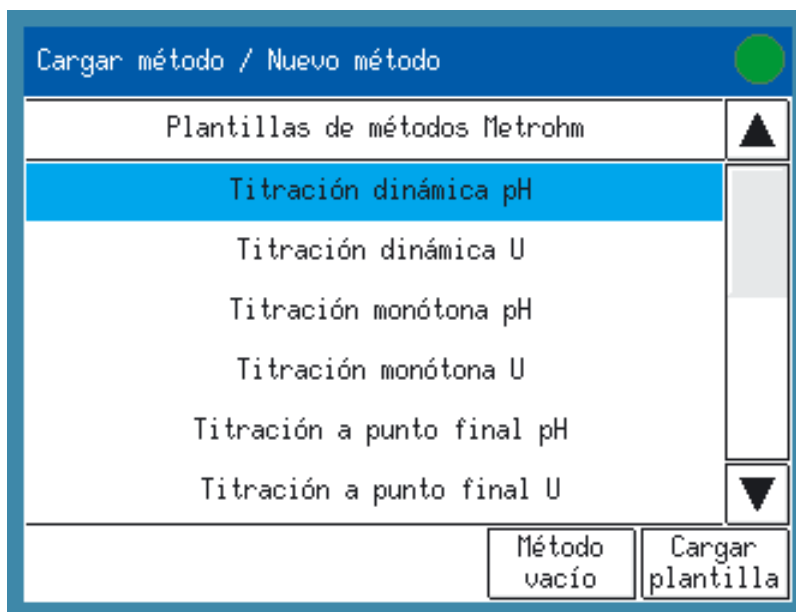 Cargar método / Nuevo método
Plantillas de métodos Metrohm
Titración dinámica pH
Titración dinámica U
Titración monótona pH
Titración monótona U
Titración a punto final pH
Titración a punto final U
Método
vacío
Cargar
plantilla